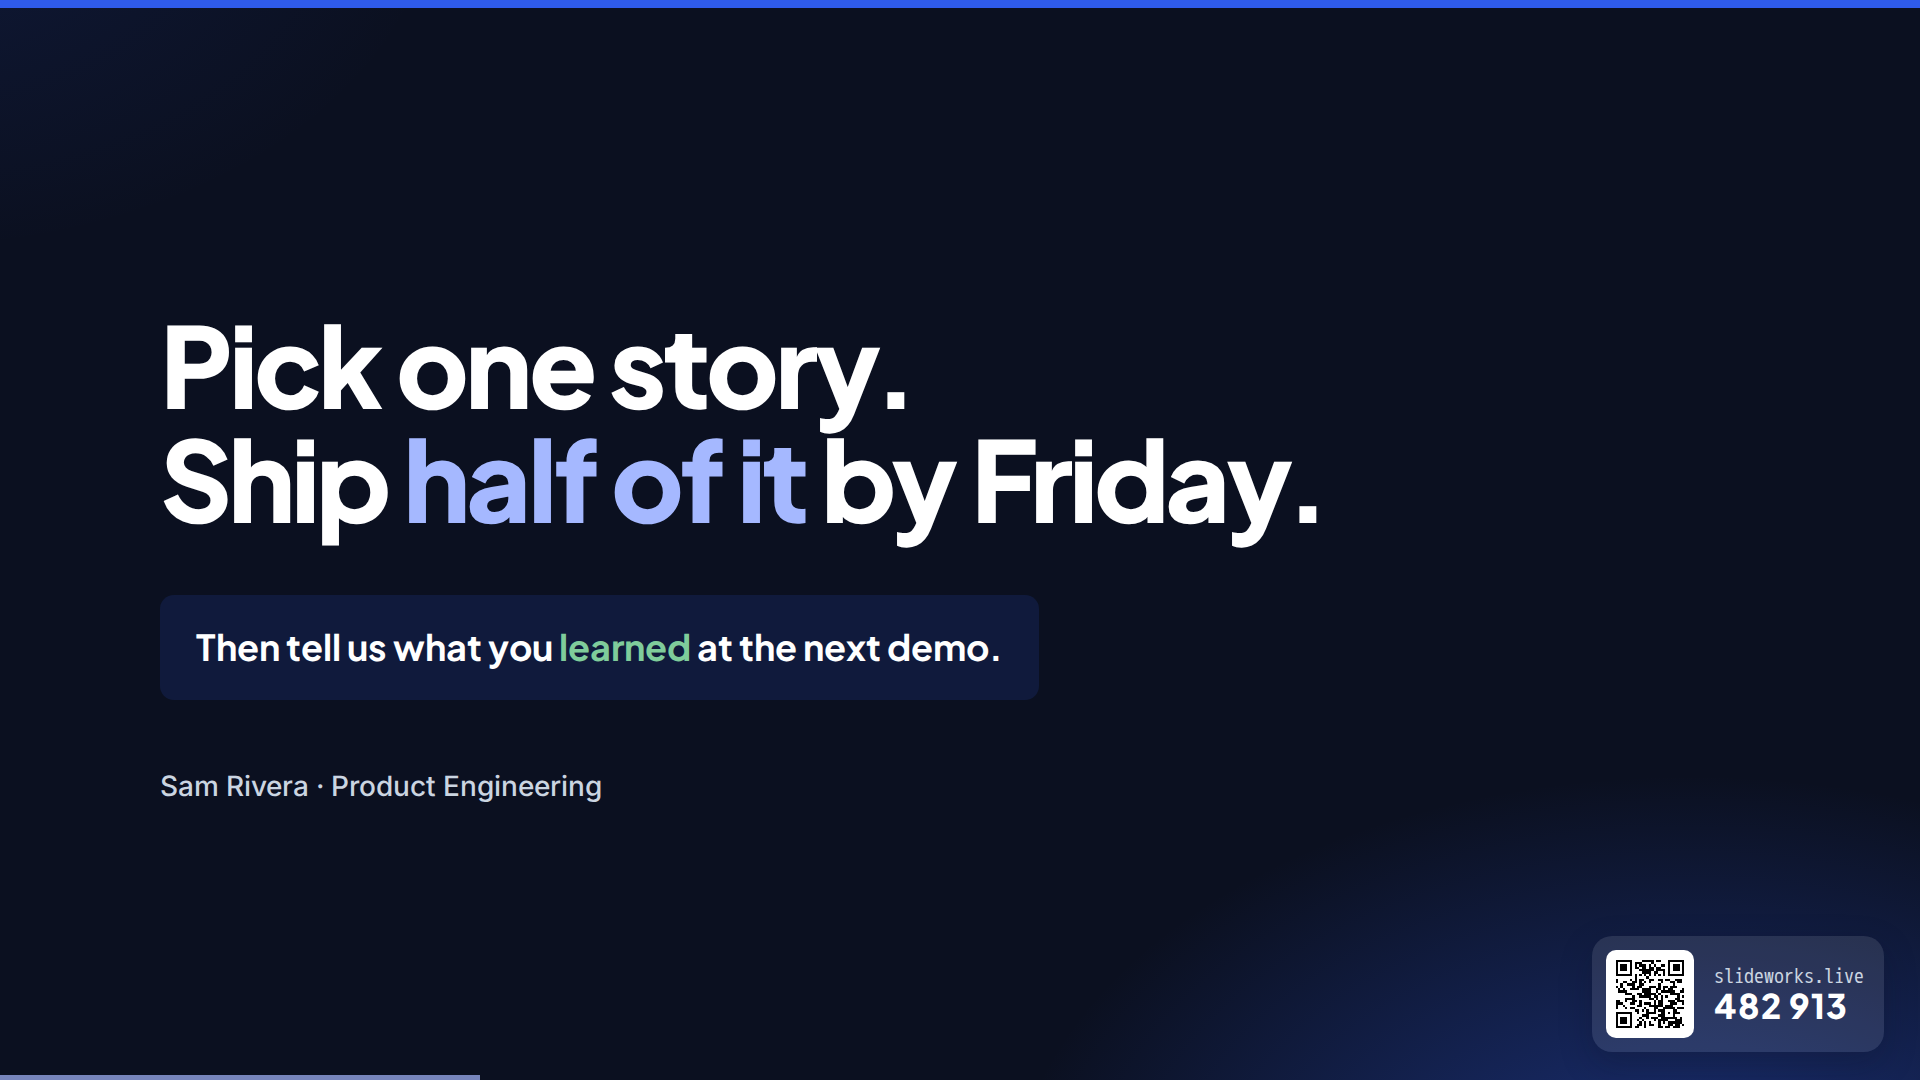 Pick one story.
Ship half of it by Friday.
Then tell us what you learned at the next demo.
Sam Rivera · Product Engineering
slideworks.live
482 913